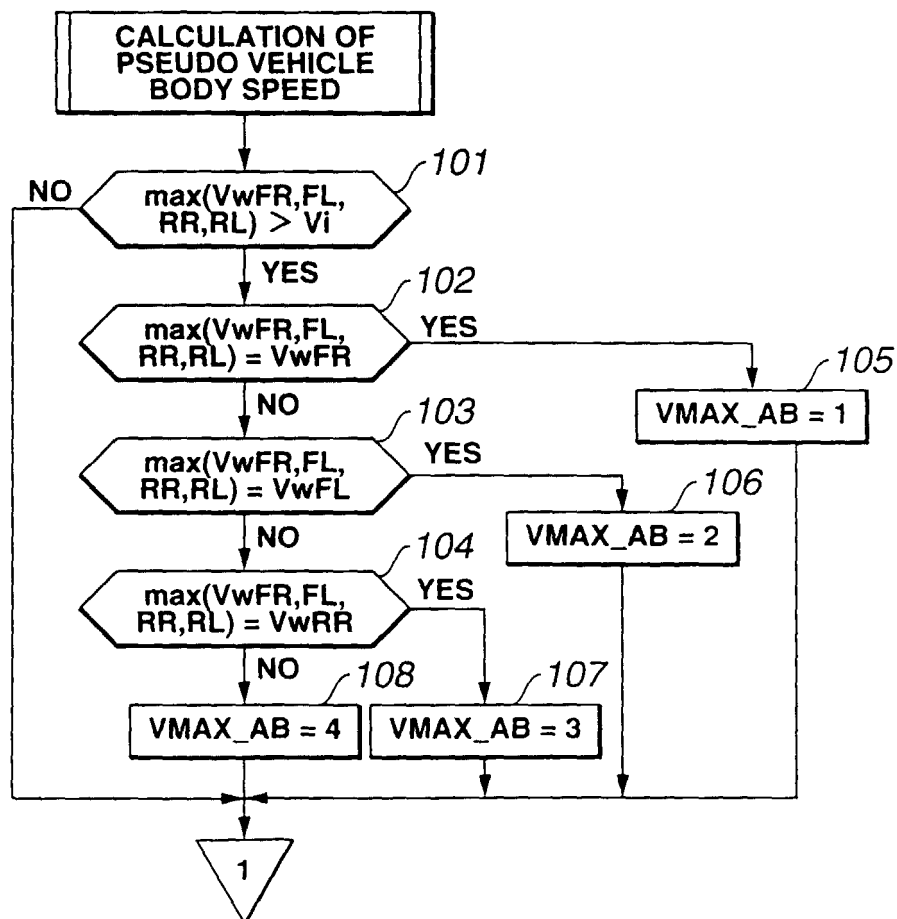 CALCULATION OF
PSEUDO VEHICLE
BODY SPEED
101
NO
max(VwFR,FL,
RR,RL) > Vi
YES
102
max(VwFR,FL,
RR,RL) = VwFR
YES
105
VMAX_AB = 1
NO
103
max(VwFR,FL,
RR,RL) = VwFL
YES
106
VMAX_AB = 2
NO
104
max(VwFR,FL,
RR,RL) = VwRR
YES
NO
108
VMAX_AB = 4
107
VMAX_AB = 3
1